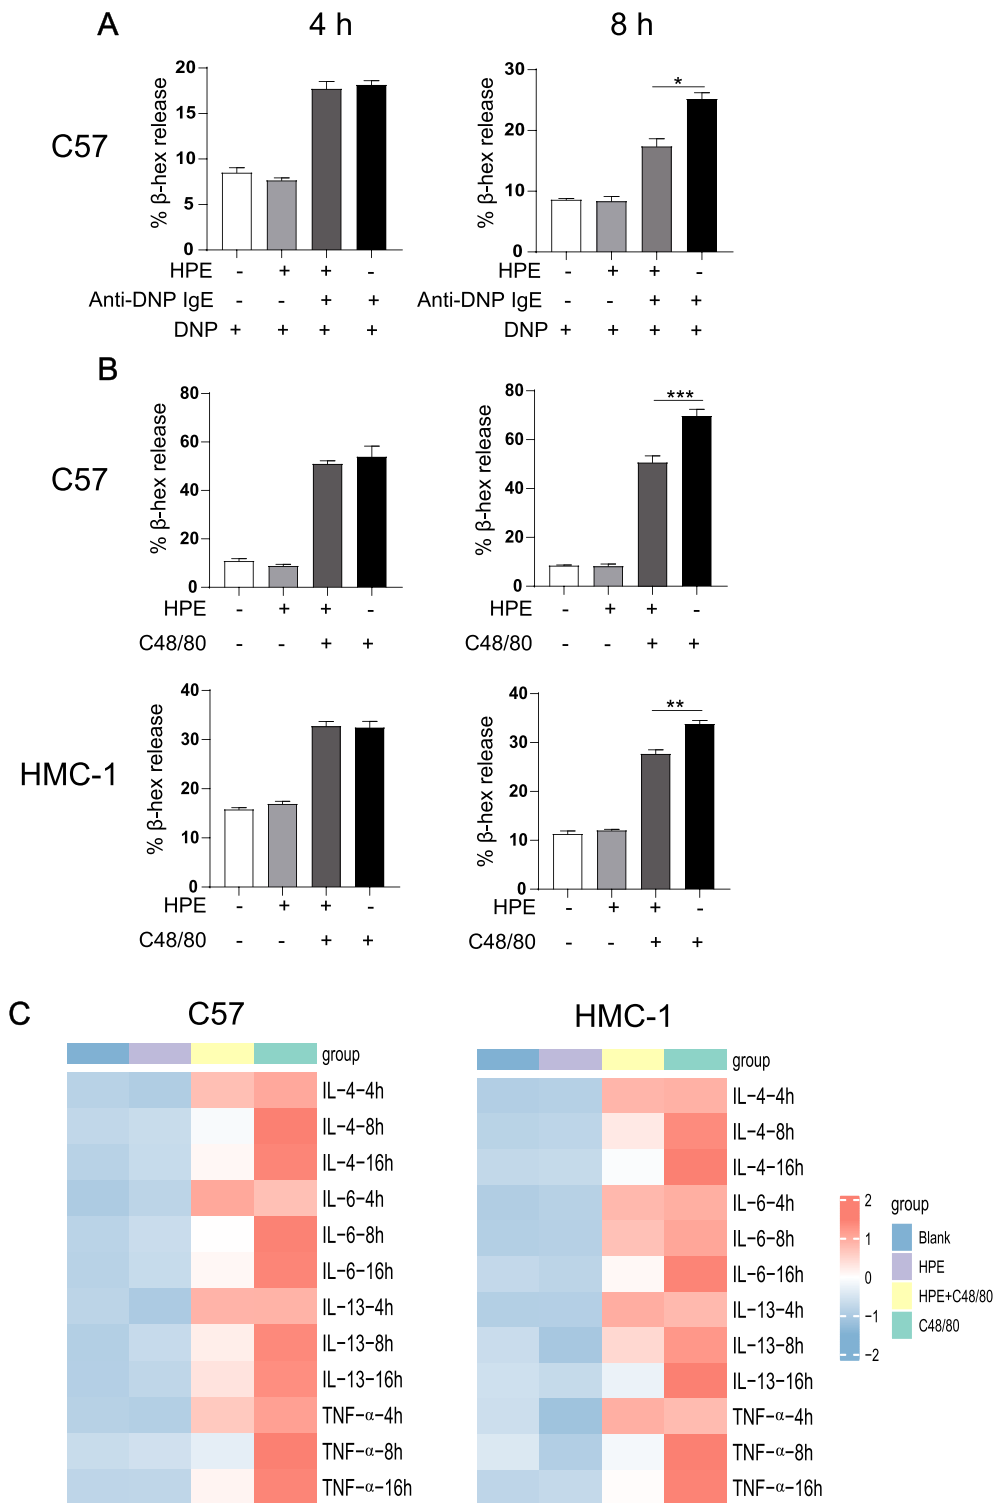 A 4 h 8 h
C57
% β-hex release
20
15
10
5
0
HPE - + + -
Anti-DNP IgE - - + +
DNP + + + +
% β-hex release
30
20
10
0
*
HPE - + + -
Anti-DNP IgE - - + +
DNP + + + +
B
C57
% β-hex release
80
60
40
20
0
HPE - + + -
C48/80 - - + +
% β-hex release
80
60
40
20
0
***
HPE - + + -
C48/80 - - + +
HMC-1
% β-hex release
40
30
20
10
0
HPE - + + -
C48/80 - - + +
% β-hex release
40
30
20
10
0
**
HPE - + + -
C48/80 - - + +
C
C57
group
IL-4-4h
IL-4-8h
IL-4-16h
IL-6-4h
IL-6-8h
IL-6-16h
IL-13-4h
IL-13-8h
IL-13-16h
TNF-α-4h
TNF-α-8h
TNF-α-16h
HMC-1
group
IL-4-4h
IL-4-8h
IL-4-16h
IL-6-4h
IL-6-8h
IL-6-16h
IL-13-4h
IL-13-8h
IL-13-16h
TNF-α-4h
TNF-α-8h
TNF-α-16h
2
1
0
-1
-2
group
Blank
HPE
HPE+C48/80
C48/80